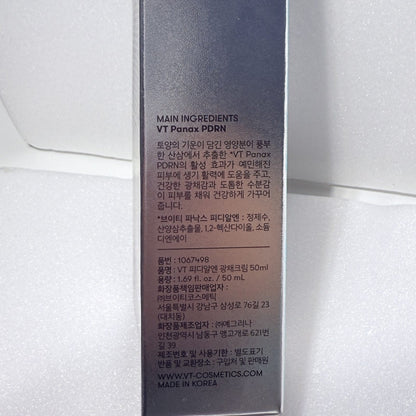 MAIN INGREDIENTS
VT Panax PDRN
토양의 기운이 담긴 영양분이 풍부
한 산삼에서 추출한 *VT Panax
PDRN의 활성 효과가 예민해진
피부에 생기 활력에 도움을 주고,
건강한 광채감과 도톰한 수분감
이 피부를 채워 건강하게 가꾸어
줍니다.
*브이티 파낙스 피디알엔 : 정제수,
산양삼추출물, 1,2-헥산다이올, 소듐
디엔에이
품번 : 1067498
품명 : VT 피디알엔 광채크림 50ml
용량 : 1.69 fl. oz. / 50 mL
화장품책임판매업자 :
㈜브이티코스메틱
서울특별시 강남구 삼성로 76길 23
(대치동)
화장품제조업자 : ㈜메그러나
인천광역시 남동구 앵고개로 621번
길 39
제조번호 및 사용기한 : 별도표기
반품 및 교환장소 : 구입처 및 판매원
WWW.VT-COSMETICS.COM
MADE IN KOREA